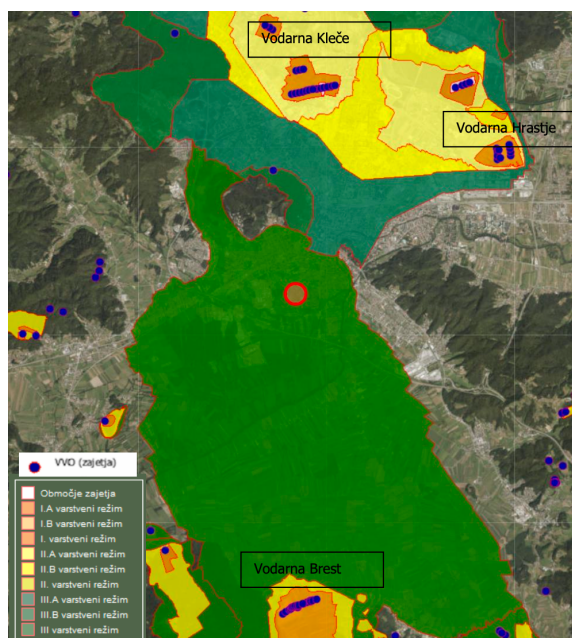 Vodarna Kleče
Vodarna Hrastje
Vodarna Brest
VVO (zajetja)
Območje zajetja
I.A varstveni režim
I.B varstveni režim
I. varstveni režim
II.A varstveni režim
II.B varstveni režim
II. varstveni režim
III.A varstveni režim
III.B varstveni režim
III varstveni režim